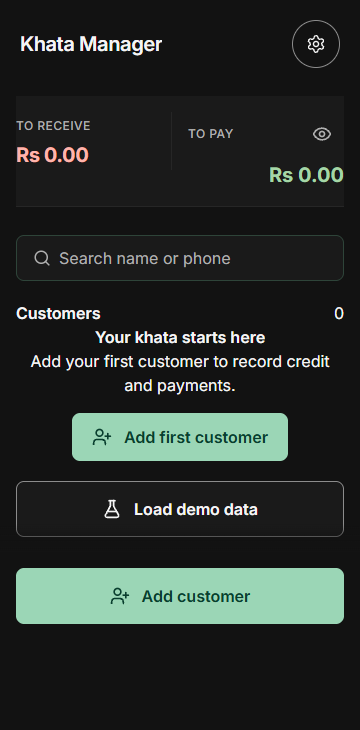 Khata Manager
TO RECEIVE
Rs 0.00
TO PAY
Rs 0.00
Search name or phone
Customers 0
Your khata starts here
Add your first customer to record credit
and payments.
Add first customer
Load demo data
Add customer